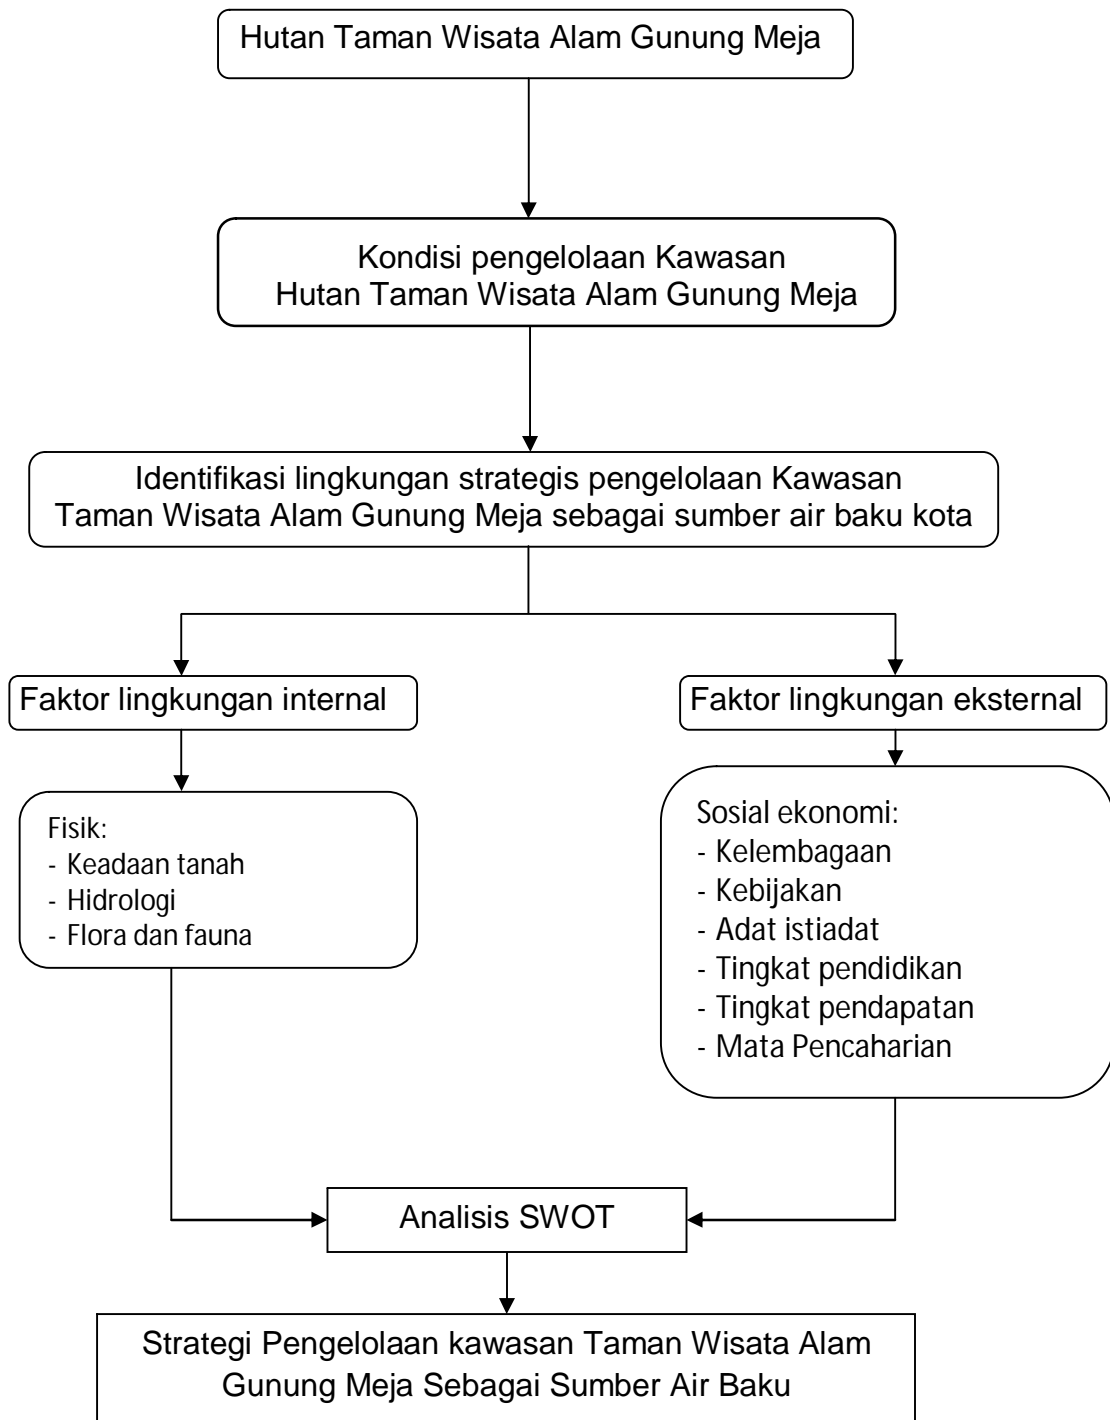 Hutan Taman Wisata Alam Gunung Meja
Kondisi pengelolaan Kawasan
Hutan Taman Wisata Alam Gunung Meja
Identifikasi lingkungan strategis pengelolaan Kawasan
Taman Wisata Alam Gunung Meja sebagai sumber air baku kota
Faktor lingkungan internal
Faktor lingkungan eksternal
Fisik:
- Keadaan tanah
- Hidrologi
- Flora dan fauna
Sosial ekonomi:
- Kelembagaan
- Kebijakan
- Adat istiadat
- Tingkat pendidikan
- Tingkat pendapatan
- Mata Pencaharian
Analisis SWOT
Strategi Pengelolaan kawasan Taman Wisata Alam
Gunung Meja Sebagai Sumber Air Baku